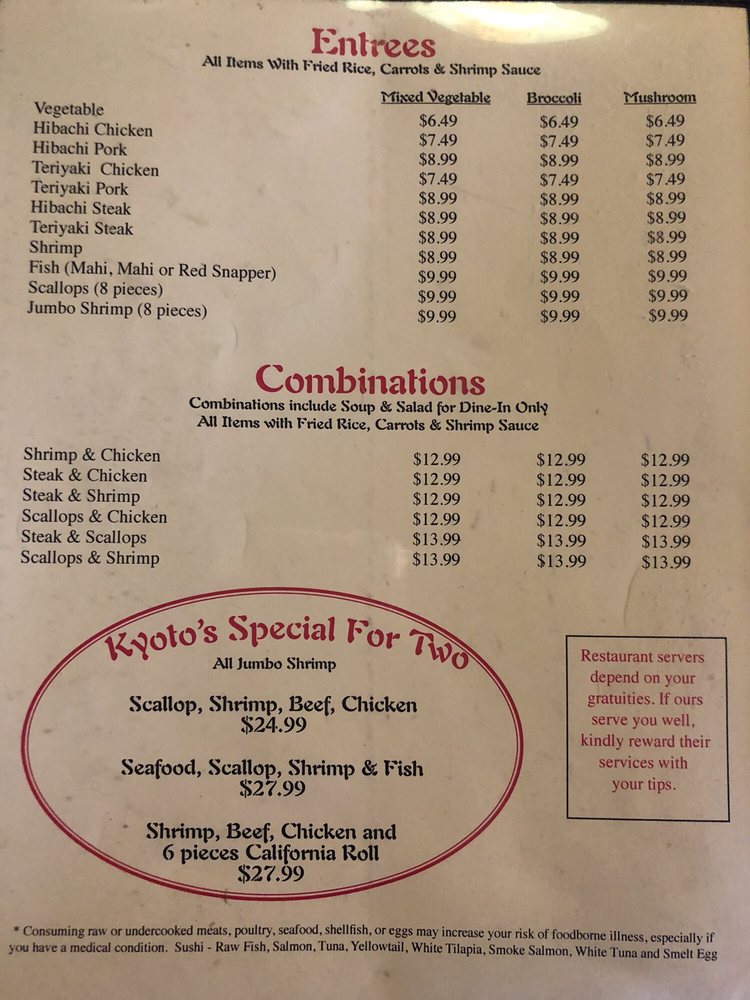 Entrees
All Items With Fried Rice, Carrots & Shrimp Sauce
Mixed Vegetable Broccoli Mushroom
Vegetable $6.49 $6.49 $6.49
Hibachi Chicken $7.49 $7.49 $7.49
Hibachi Pork $8.99 $8.99 $8.99
Teriyaki Chicken $7.49 $7.49 $7.49
Teriyaki Pork $8.99 $8.99 $8.99
Hibachi Steak $8.99 $8.99 $8.99
Teriyaki Steak $8.99 $8.99 $8.99
Shrimp $8.99 $8.99 $8.99
Fish (Mahi, Mahi or Red Snapper) $9.99 $9.99 $9.99
Scallops (8 pieces) $9.99 $9.99 $9.99
Jumbo Shrimp (8 pieces) $9.99 $9.99 $9.99
Combinations
Combinations include Soup & Salad for Dine-In Only
All Items with Fried Rice, Carrots & Shrimp Sauce
Shrimp & Chicken $12.99 $12.99 $12.99
Steak & Chicken $12.99 $12.99 $12.99
Steak & Shrimp $12.99 $12.99 $12.99
Scallops & Chicken $12.99 $12.99 $12.99
Steak & Scallops $13.99 $13.99 $13.99
Scallops & Shrimp $13.99 $13.99 $13.99
Kyoto's Special For Two
All Jumbo Shrimp
Scallop, Shrimp, Beef, Chicken
$24.99
Seafood, Scallop, Shrimp & Fish
$27.99
Shrimp, Beef, Chicken and
6 pieces California Roll
$27.99
Restaurant servers
depend on your
gratuities. If ours
serve you well,
kindly reward their
services with
your tips.
* Consuming raw or undercooked meats, poultry, seafood, shellfish, or eggs may increase your risk of foodborne illness, especially if
you have a medical condition. Sushi - Raw Fish, Salmon, Tuna, Yellowtail, White Tilapia, Smoke Salmon, White Tuna and Smelt Egg